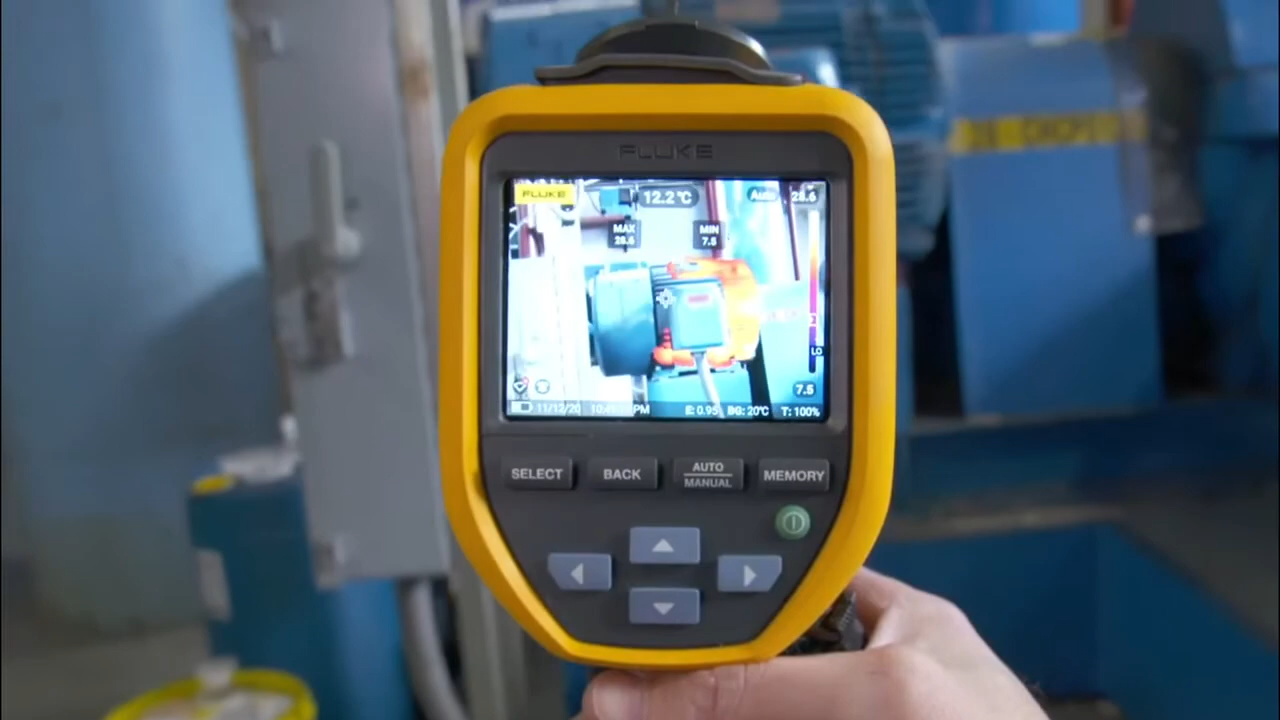 FLUKE
FLUKE
12.2 °C
Auto
28.6
MAX
28.6
MIN
7.5
LO
7.5
11/12/20
PM
E: 0.95
BG: 20°C
T: 100%
SELECT
BACK
AUTO
MANUAL
MEMORY